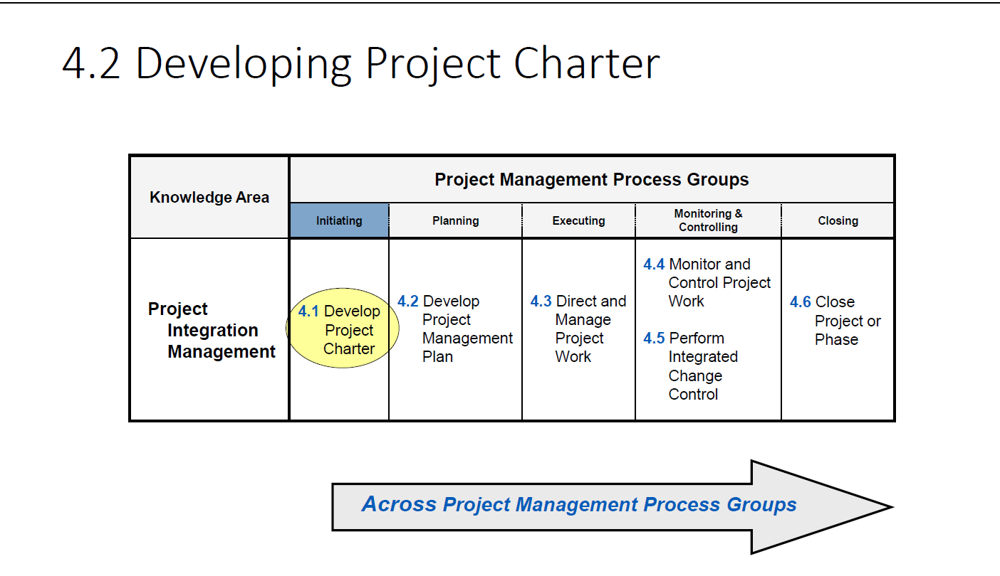 4.2 Developing Project Charter
Knowledge Area
Project Management Process Groups
Initiating
Planning
Executing
Monitoring &
Controlling
Closing
Project
Integration
Management
4.1 Develop
Project
Charter
4.2 Develop
Project
Management
Plan
4.3 Direct and
Manage
Project
Work
4.4 Monitor and
Control Project
Work
4.5 Perform
Integrated
Change
Control
4.6 Close
Project or
Phase
Across Project Management Process Groups